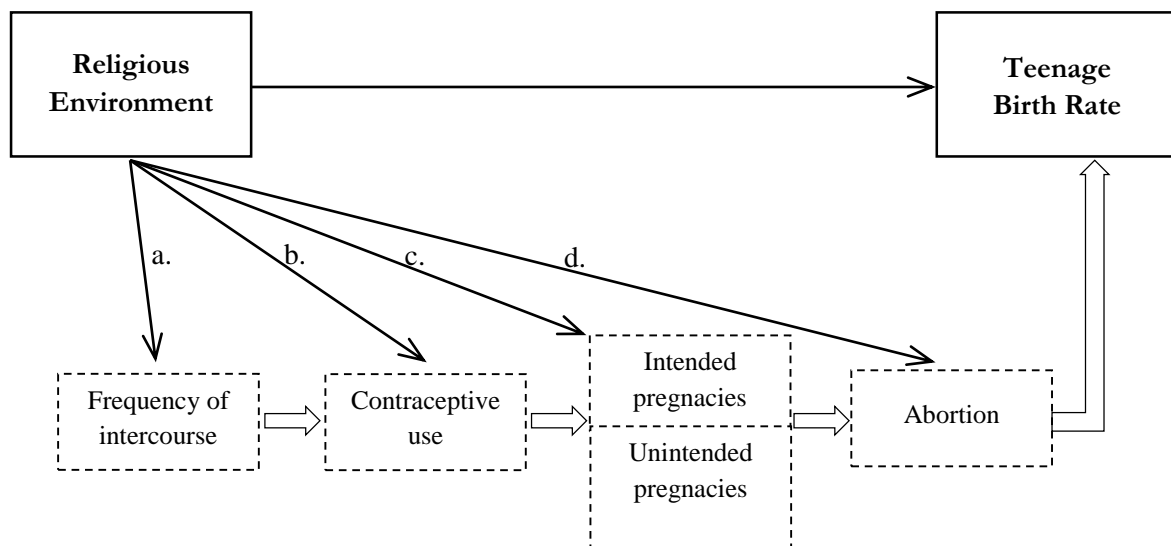 Religious
Environment
Teenage
Birth Rate
a.
b.
c.
d.
Frequency of
intercourse
Contraceptive
use
Intended
pregnacies
Unintended
pregnacies
Abortion